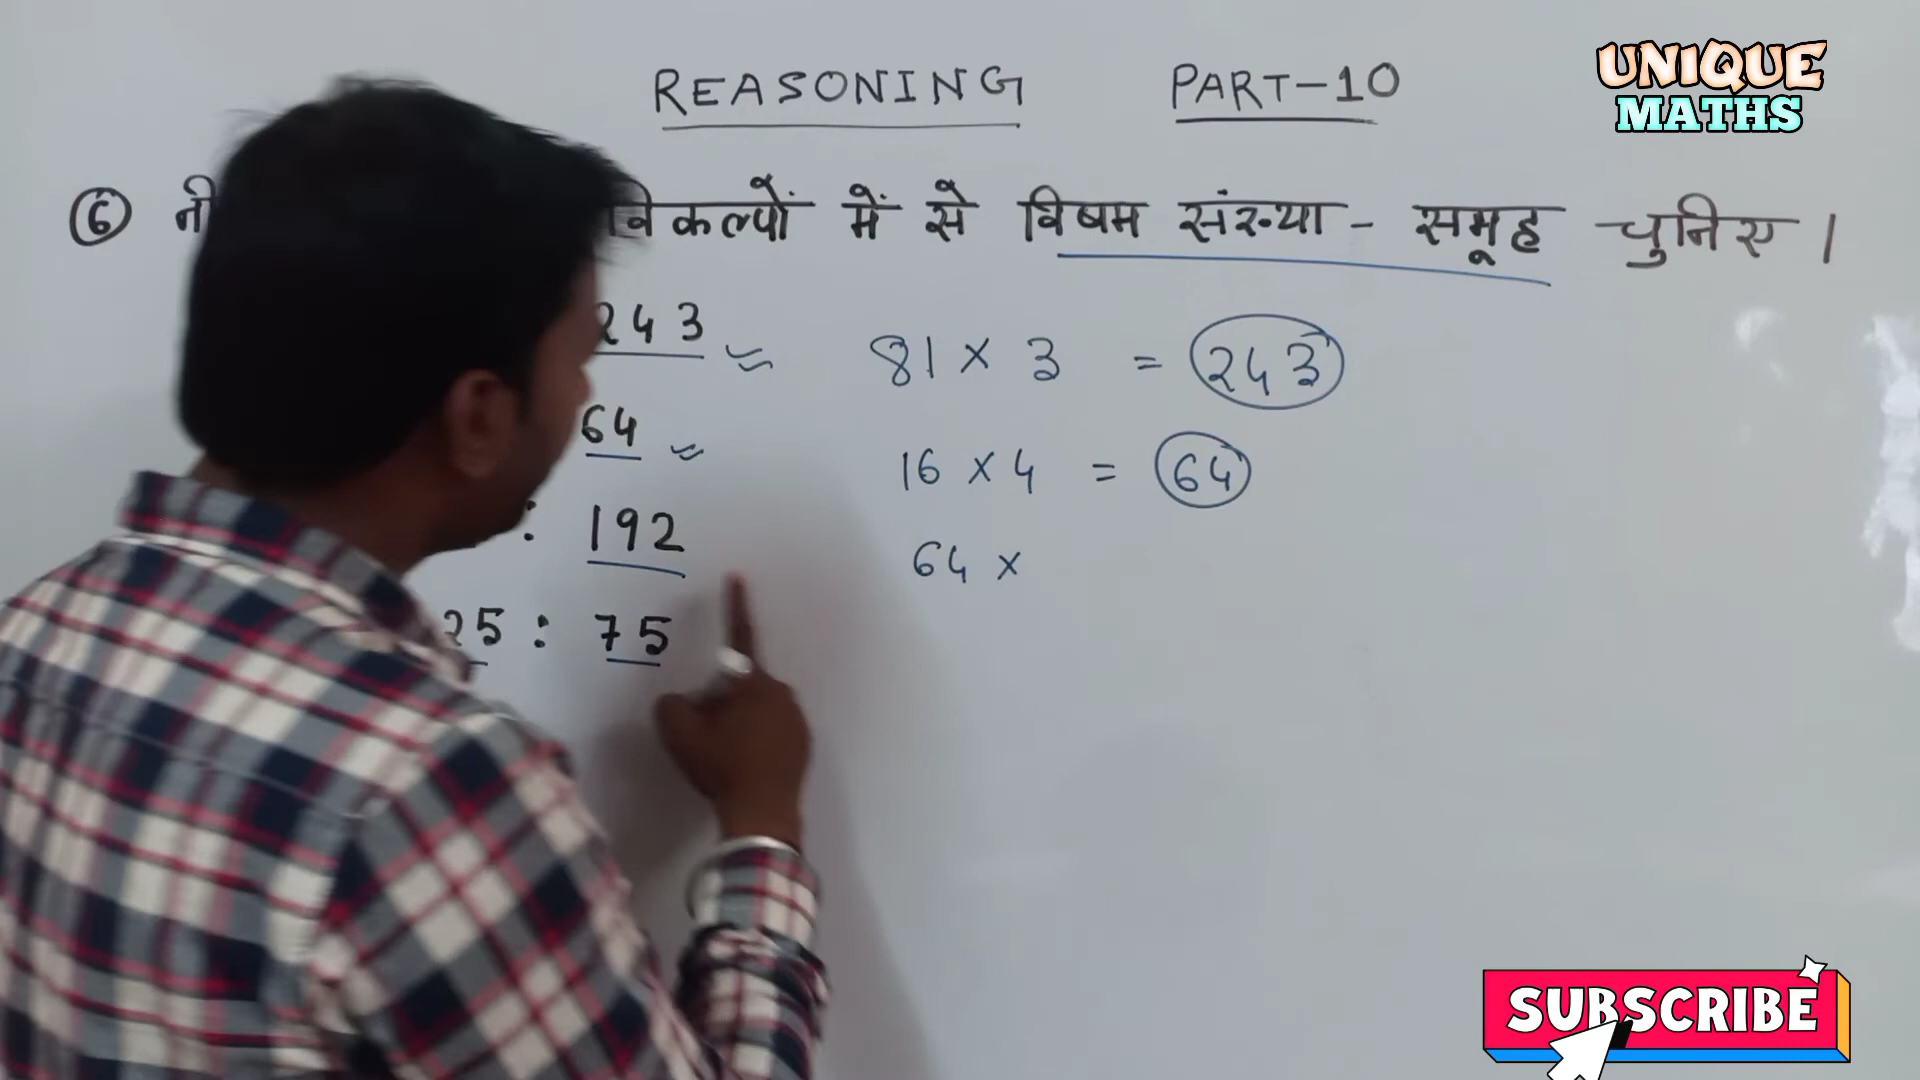 REASONING PART-10
UNIQUE
MATHS
⑥ विकल्पों में से विषम संख्या - समूह चुनिए ।
243 81 × 3 = 243
64 16 × 4 = 64
: 192 64 ×
25 : 75
SUBSCRIBE